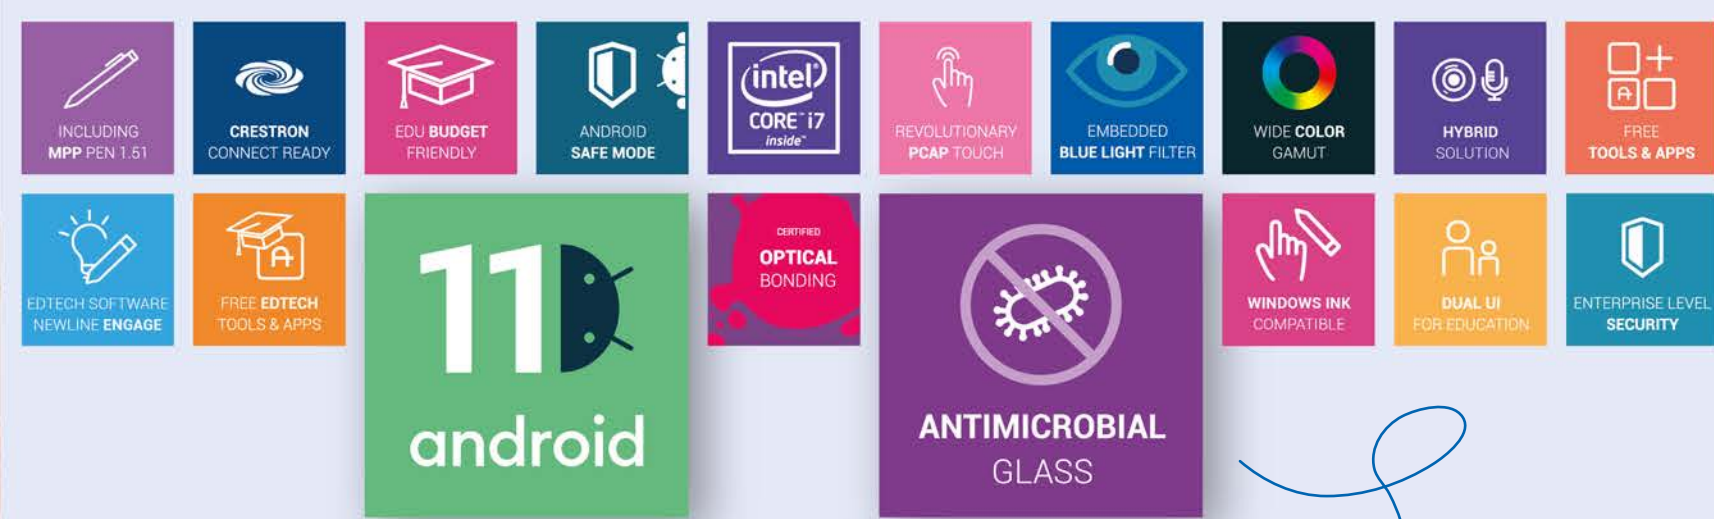 INCLUDING
MPP PEN 1.51
CRESTRON
CONNECT READY
EDU BUDGET
FRIENDLY
ANDROID
SAFE MODE
intel
CORE™ i7
inside™
REVOLUTIONARY
PCAP TOUCH
EMBEDDED
BLUE LIGHT FILTER
WIDE COLOR
GAMUT
HYBRID
SOLUTION
A
FREE
TOOLS & APPS
EDTECH SOFTWARE
NEWLINE ENGAGE
A
FREE EDTECH
TOOLS & APPS
11
android
CERTIFIED
OPTICAL
BONDING
ANTIMICROBIAL
GLASS
WINDOWS INK
COMPATIBLE
DUAL UI
FOR EDUCATION
ENTERPRISE LEVEL
SECURITY